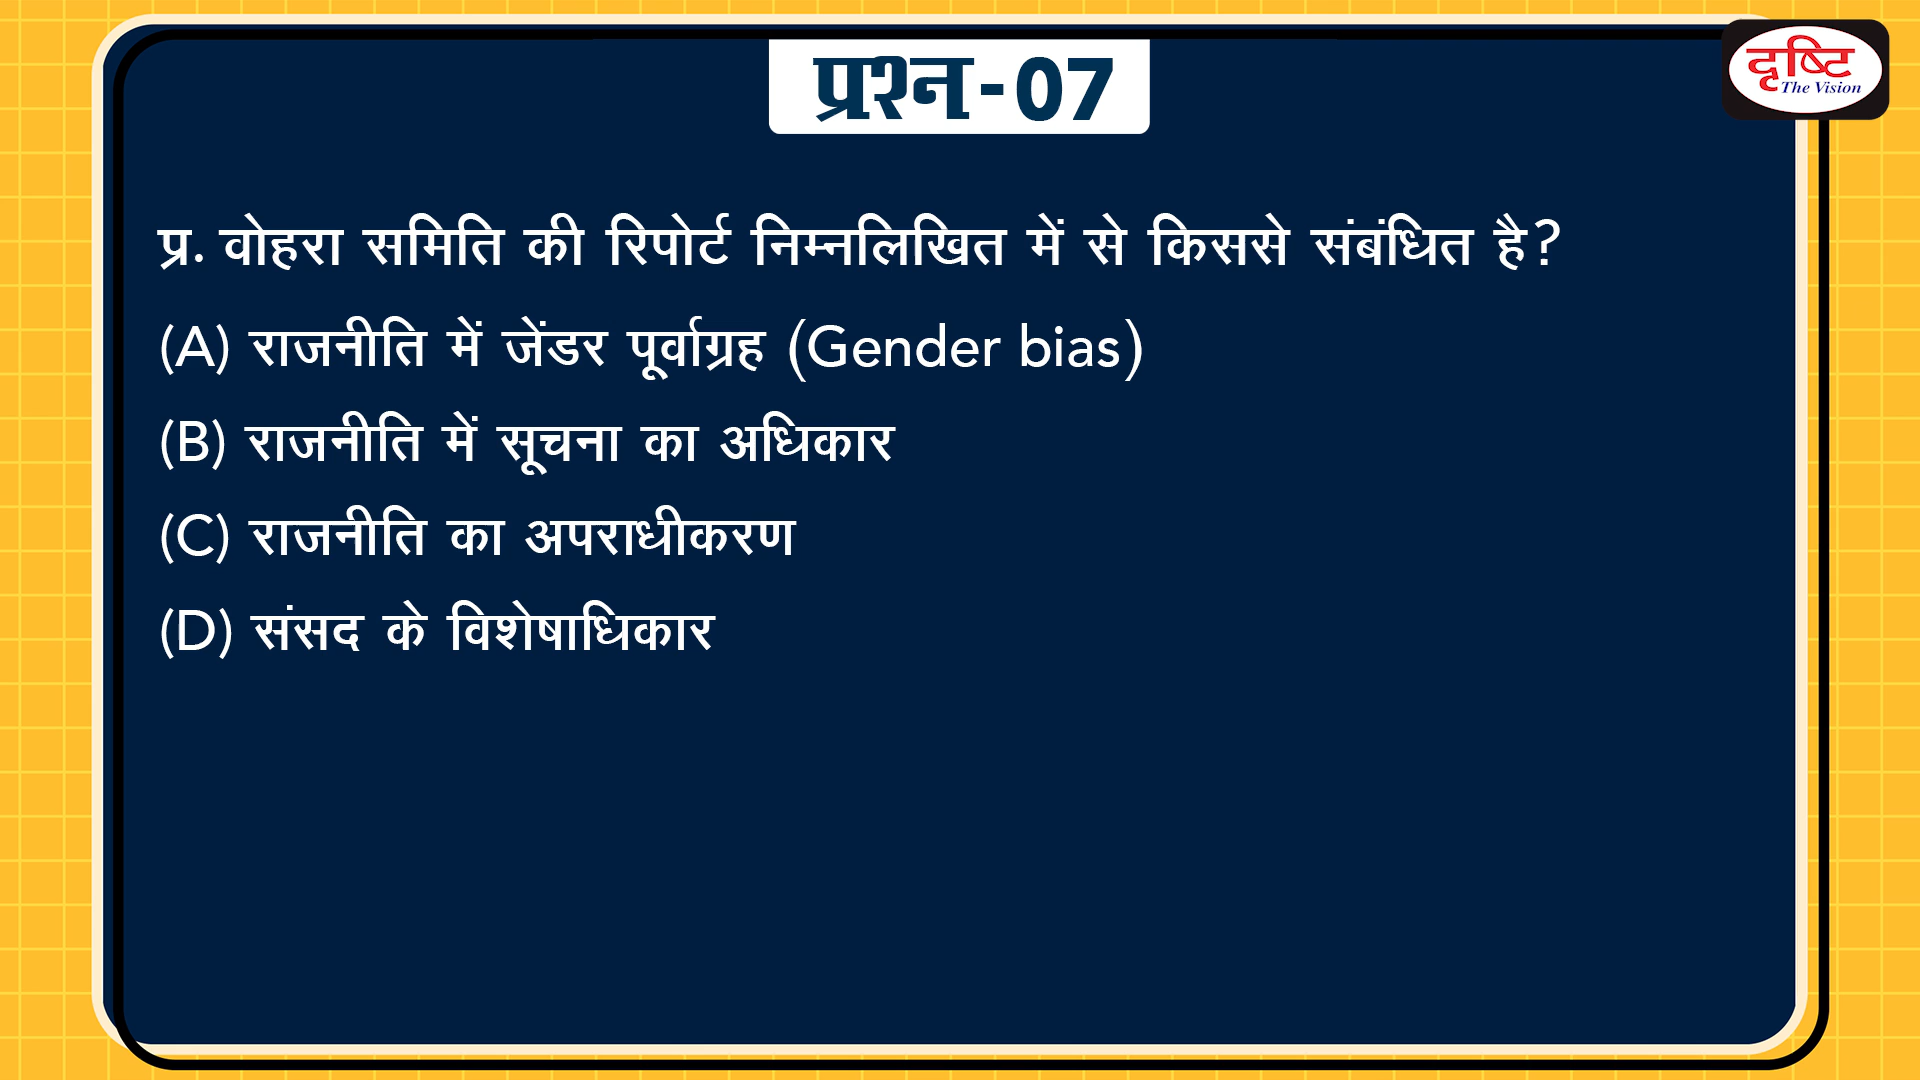 प्रश्न-07
दृष्टि
The Vision
प्र. वोहरा समिति की रिपोर्ट निम्नलिखित में से किससे संबंधित है?
(A) राजनीति में जेंडर पूर्वाग्रह (Gender bias)
(B) राजनीति में सूचना का अधिकार
(C) राजनीति का अपराधीकरण
(D) संसद के विशेषाधिकार